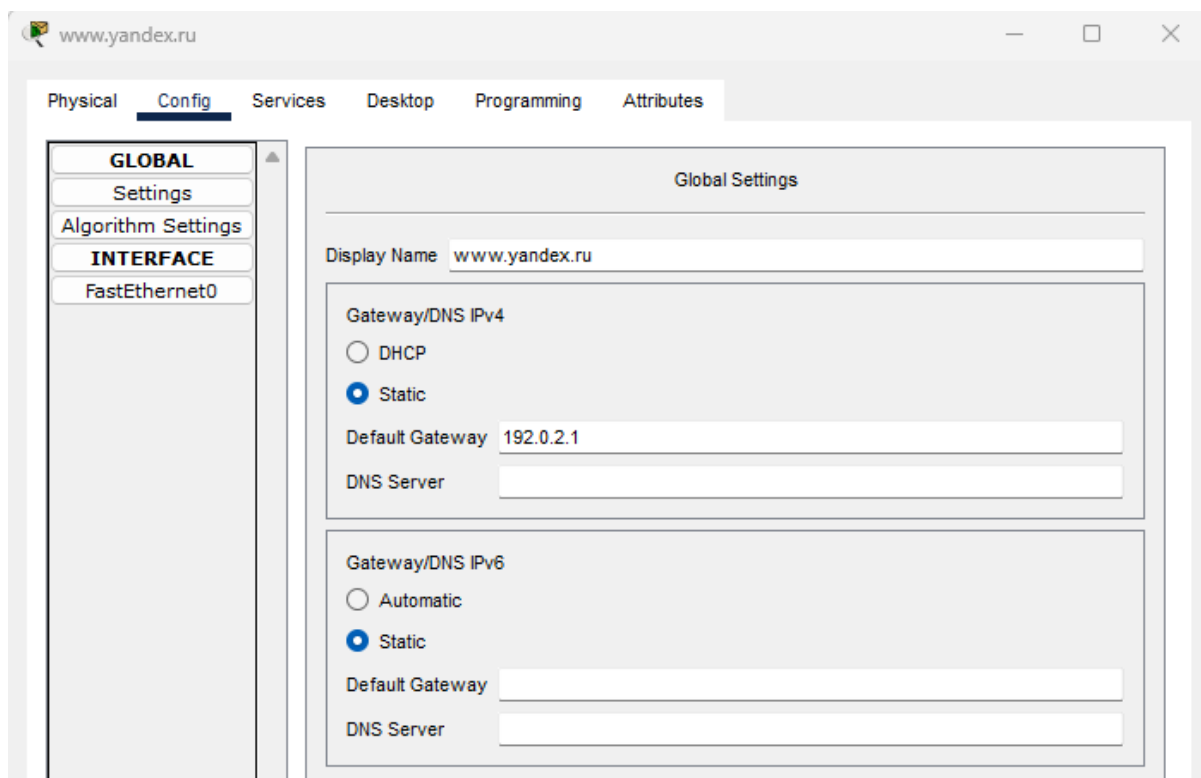 www.yandex.ru
Physical Config Services Desktop Programming Attributes
GLOBAL
Settings
Algorithm Settings
INTERFACE
FastEthernet0
Global Settings
Display Name www.yandex.ru
Gateway/DNS IPv4
DHCP
Static
Default Gateway 192.0.2.1
DNS Server
Gateway/DNS IPv6
Automatic
Static
Default Gateway
DNS Server